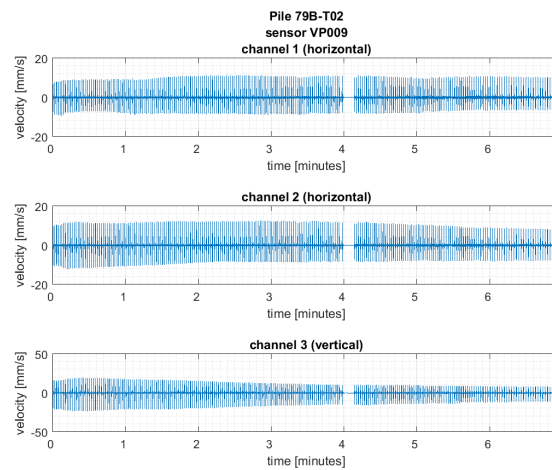 Pile 79B-T02
sensor VP009
channel 1 (horizontal)
20
0
-20
velocity [mm/s]
0 1 2 3 4 5 6
time [minutes]
channel 2 (horizontal)
20
0
-20
velocity [mm/s]
0 1 2 3 4 5 6
time [minutes]
channel 3 (vertical)
50
0
-50
velocity [mm/s]
0 1 2 3 4 5 6
time [minutes]